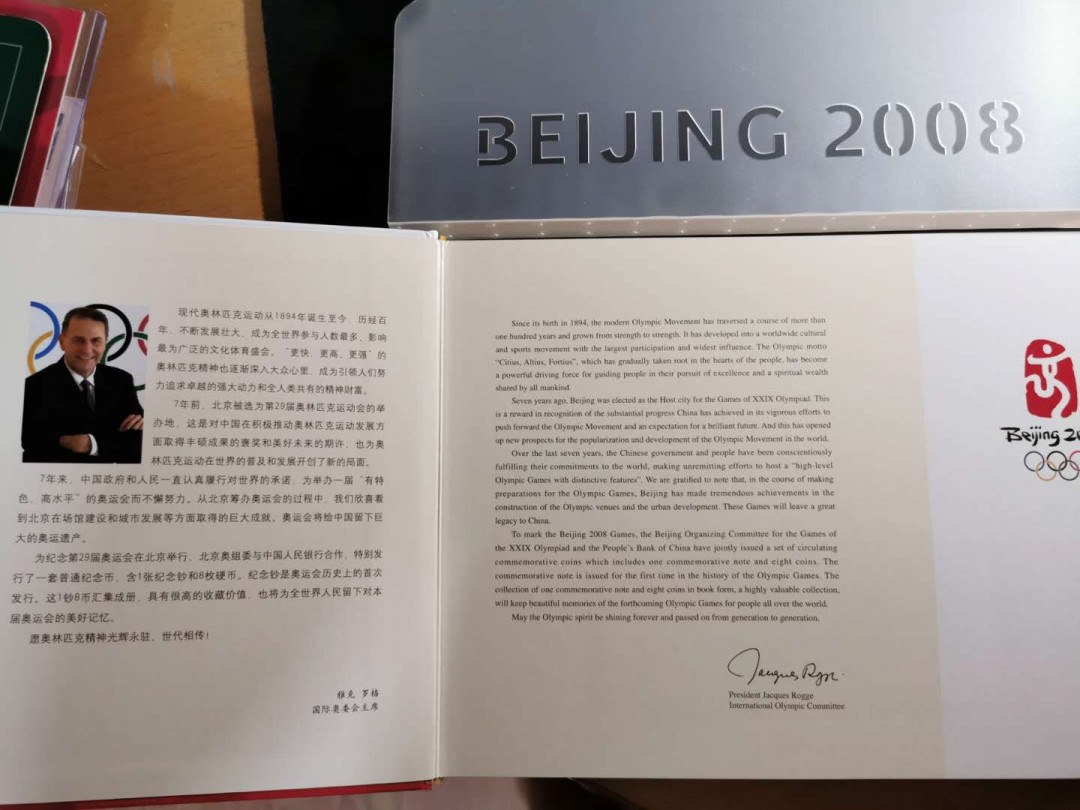 BEIJING 2008
现代奥林匹克运动从1894年诞生至今，历经百
年，不断发展壮大，成为全世界参与人数最多，影响
最为广泛的文化体育盛会。“更快、更高、更强”的
奥林匹克精神也逐渐深入大众心里，成为引领人们努
力追求卓越的强大动力和全人类共有的精神财富。
7年前，北京被选为第29届奥林匹克运动会的举
办地，这是对中国在积极推动奥林匹克运动发展方
面取得丰硕成果的褒奖和美好未来的期许，也为奥
林匹克运动在世界的普及和发展开创了新的局面。
7年来，中国政府和人民一直认真履行对世界的承诺，为举办一届“有特
色、高水平”的奥运会而不懈努力。从北京筹办奥运会的过程中，我们欣喜看
到北京在场馆建设和城市发展等方面取得的巨大成就。奥运会将给中国留下巨
大的奥运遗产。
为纪念第29届奥运会在北京举行，北京奥组委与中国人民银行合作，特别发
行了一套普通纪念币，含1张纪念钞和8枚硬币。纪念钞是奥运会历史上的首次
发行。这1钞8币汇集成册，具有很高的收藏价值，也将为全世界人民留下对本
届奥运会的美好记忆。
愿奥林匹克精神光辉永驻，世代相传！
雅克 罗格
国际奥委会主席
Since its birth in 1894, the modern Olympic Movement has traversed a course of more than
one hundred years and grown from strength to strength. It has developed into a worldwide cultural
and sports movement with the largest participation and widest influence. The Olympic motto
“Citius, Altius, Fortius”, which has gradually taken root in the hearts of the people, has become
a powerful driving force for guiding people in their pursuit of excellence and a spiritual wealth
shared by all mankind.
Seven years ago, Beijing was elected as the Host city for the Games of XXIX Olympiad. This
is a reward in recognition of the substantial progress China has achieved in its vigorous efforts to
push forward the Olympic Movement and an expectation for a brilliant future. And this has opened
up new prospects for the popularization and development of the Olympic Movement in the world.
Over the last seven years, the Chinese government and people have been conscientiously
fulfilling their commitments to the world, making unremitting efforts to host a “high-level
Olympic Games with distinctive features”. We are gratified to note that, in the course of making
preparations for the Olympic Games, Beijing has made tremendous achievements in the
construction of the Olympic venues and the urban development. These Games will leave a great
legacy to China.
To mark the Beijing 2008 Games, the Beijing Organizing Committee for the Games of
the XXIX Olympiad and the People’s Bank of China have jointly issued a set of circulating
commemorative coins which includes one commemorative note and eight coins. The
commemorative note is issued for the first time in the history of the Olympic Games. The
collection of one commemorative note and eight coins in book form, a highly valuable collection,
will keep beautiful memories of the forthcoming Olympic Games for people all over the world.
May the Olympic spirit be shining forever and passed on from generation to generation.
Jacques Rogge
President Jacques Rogge
International Olympic Committee
Beijing 2